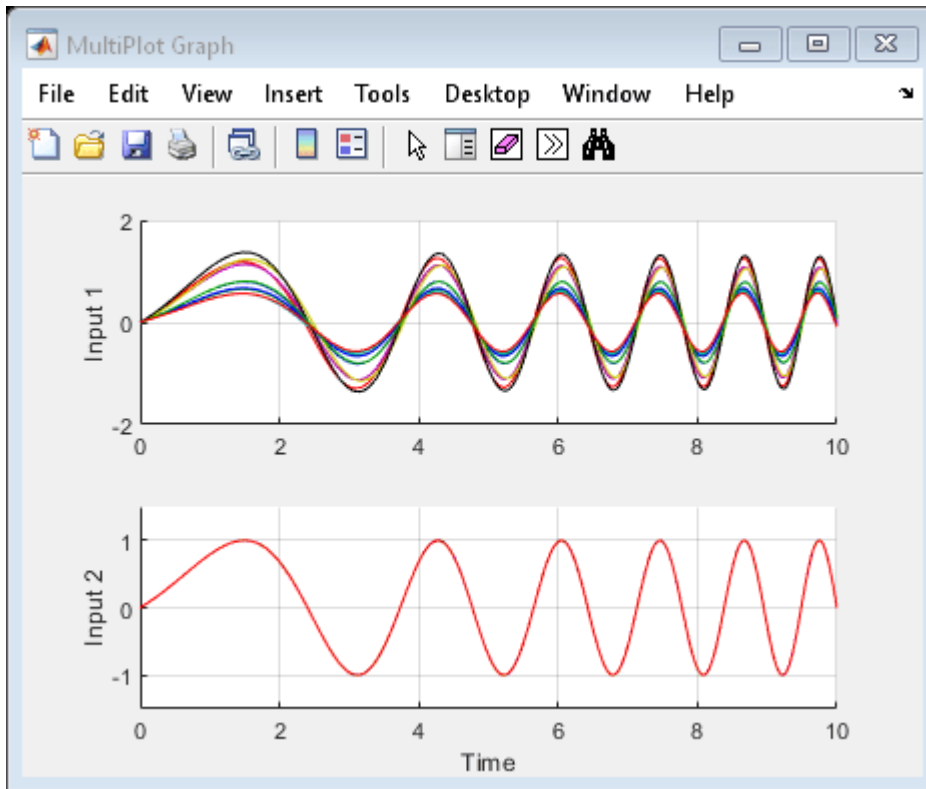 MultiPlot Graph
File Edit View Insert Tools Desktop Window Help
2
0
-2
Input 1
0 2 4 6 8 10
1
0
-1
Input 2
0 2 4 6 8 10
Time